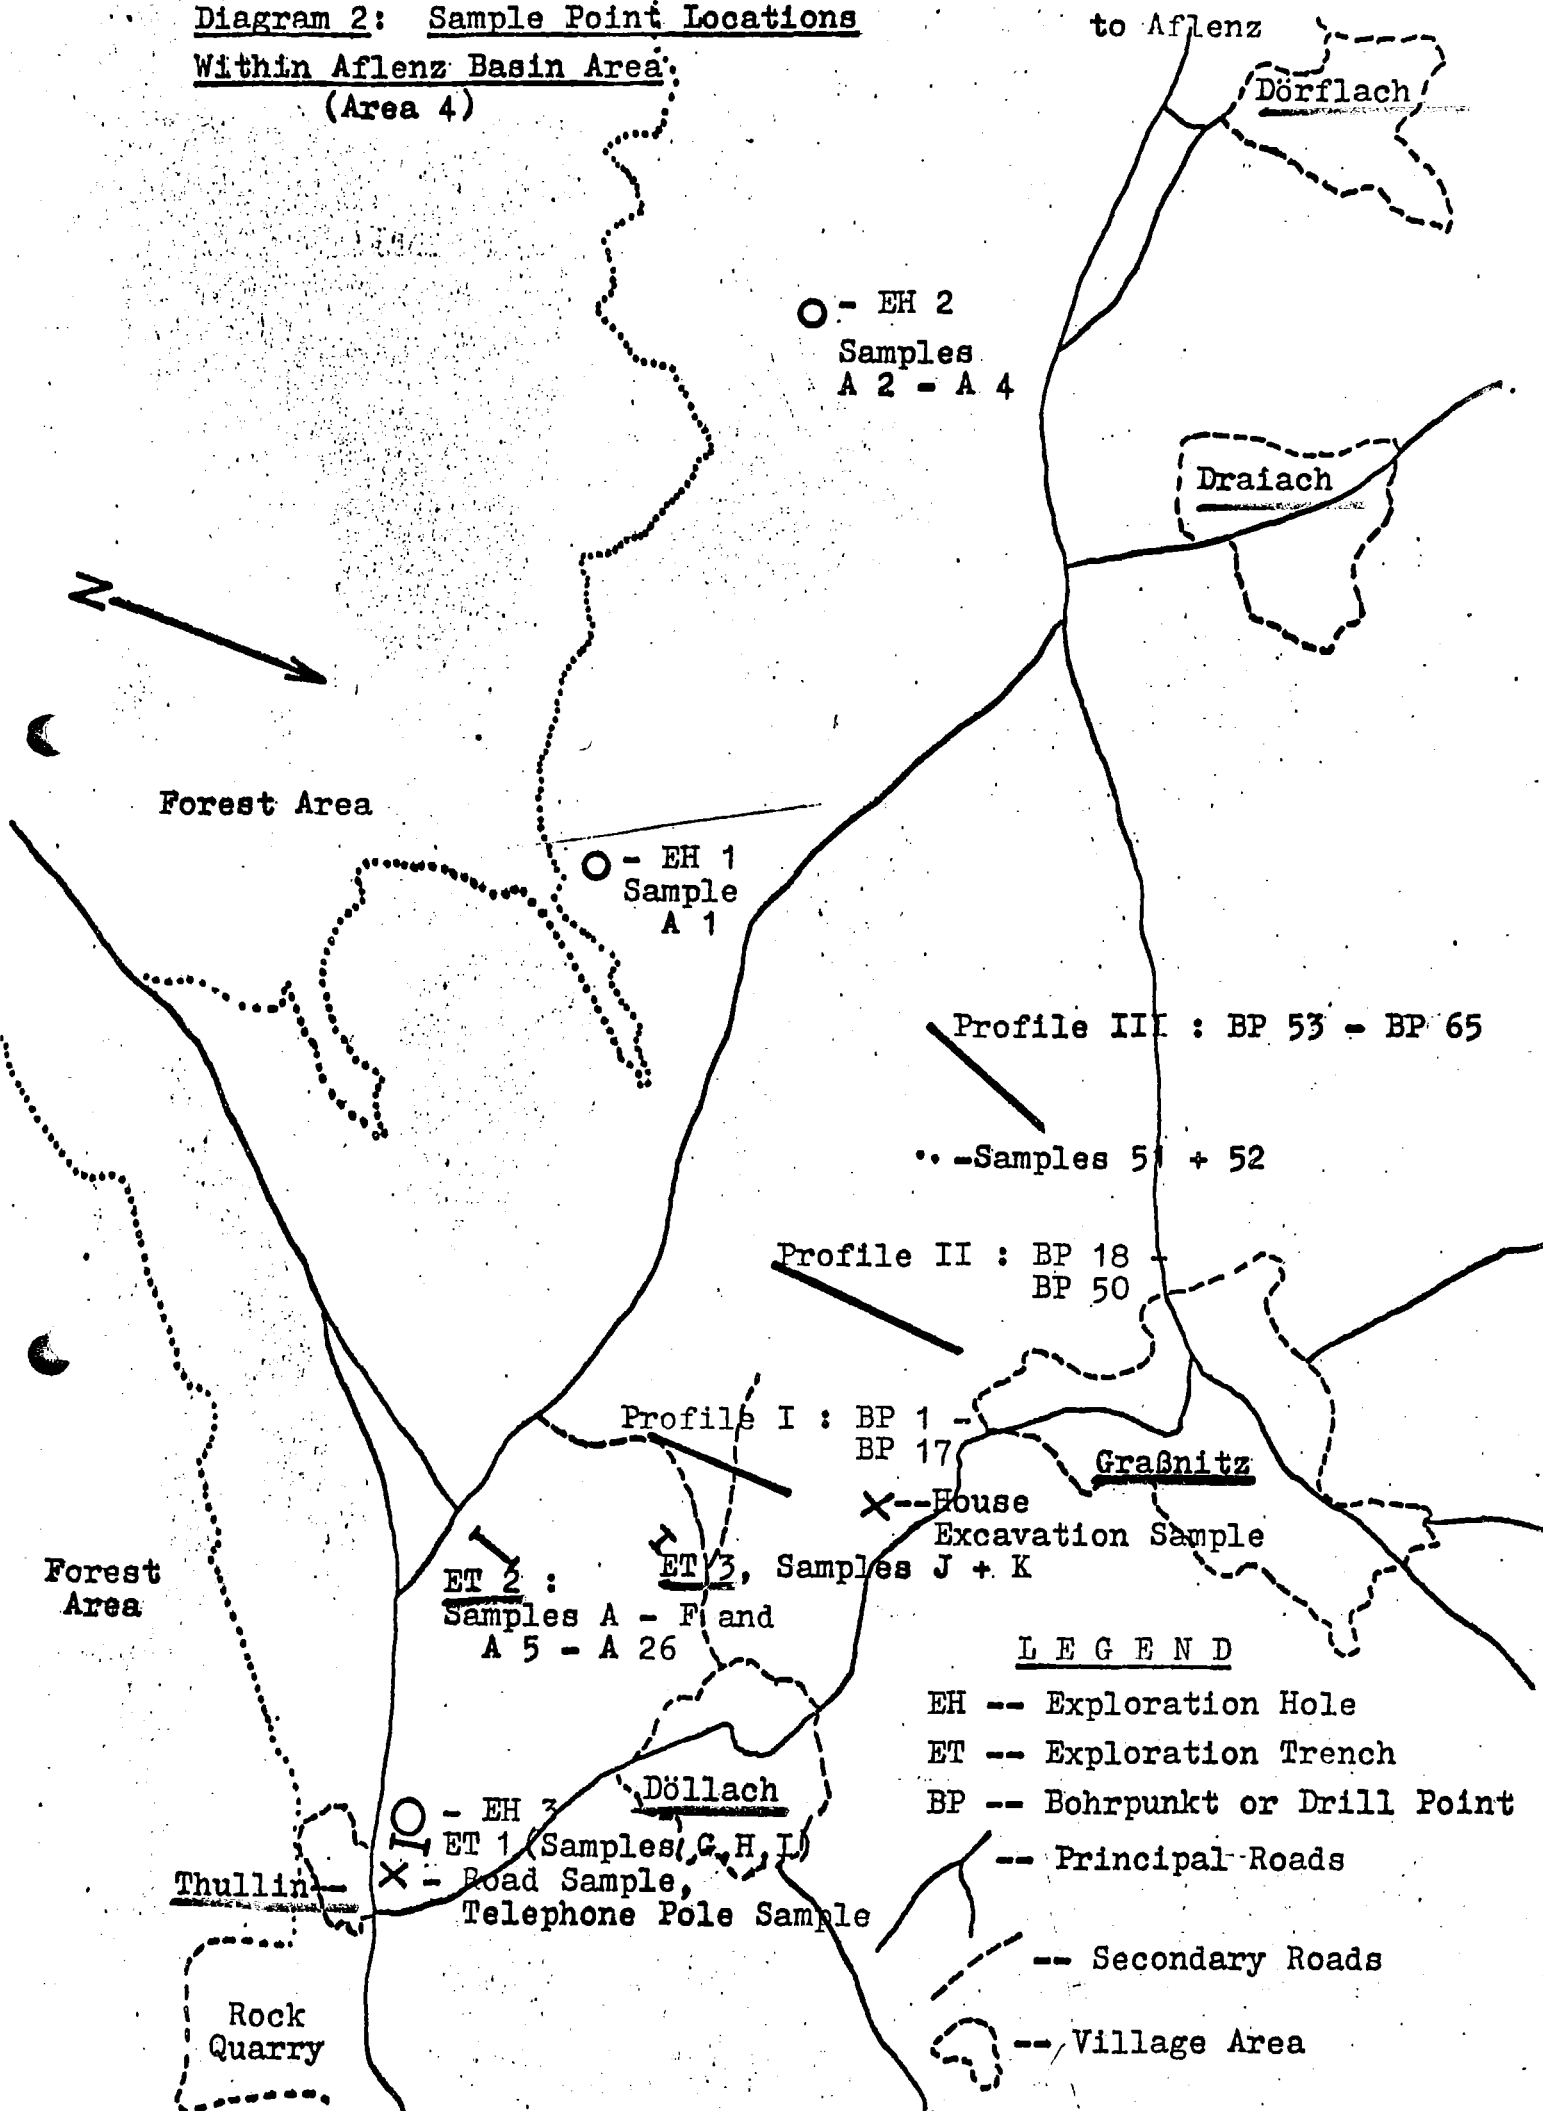 Diagram 2: Sample Point Locations
Within Aflenz Basin Area
(Area 4)
to Aflenz
Dörflach
- EH 2
Samples
A 2 - A 4
Draiach
N
Forest Area
- EH 1
Sample
A 1
Profile III : BP 53 - BP 65
-Samples 51 + 52
Profile II : BP 18 -
BP 50
Profile I : BP 1 -
BP 17
Graßnitz
--House
Excavation Sample
ET 3, Samples J + K
ET 2 :
Samples A - F and
A 5 - A 26
Forest
Area
Döllach
- EH 3
ET 1 (Samples G,H,I)
- Road Sample,
Telephone Pole Sample
Thullin
Rock
Quarry
LEGEND
EH -- Exploration Hole
ET -- Exploration Trench
BP -- Bohrpunkt or Drill Point
-- Principal Roads
-- Secondary Roads
-- Village Area